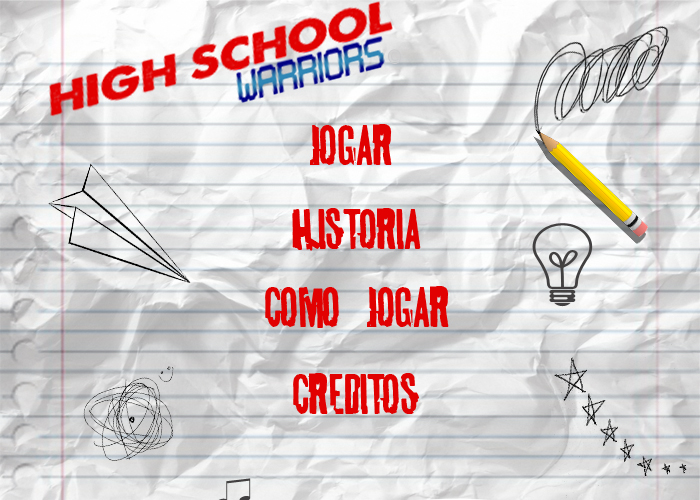 HIGH SCHOOL
WARRIORS
JOGAR
HISTORIA
COMO JOGAR
CREDITOS